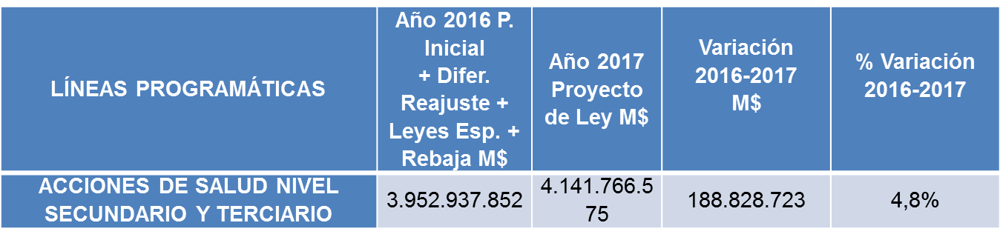 LÍNEAS PROGRAMÁTICAS
Año 2016 P.
Inicial
+ Difer.
Reajuste +
Leyes Esp. +
Rebaja M$
Año 2017
Proyecto
de Ley M$
Variación
2016-2017
M$
% Variación
2016-2017
ACCIONES DE SALUD NIVEL
SECUNDARIO Y TERCIARIO
3.952.937.852
4.141.766.5
75
188.828.723
4,8%